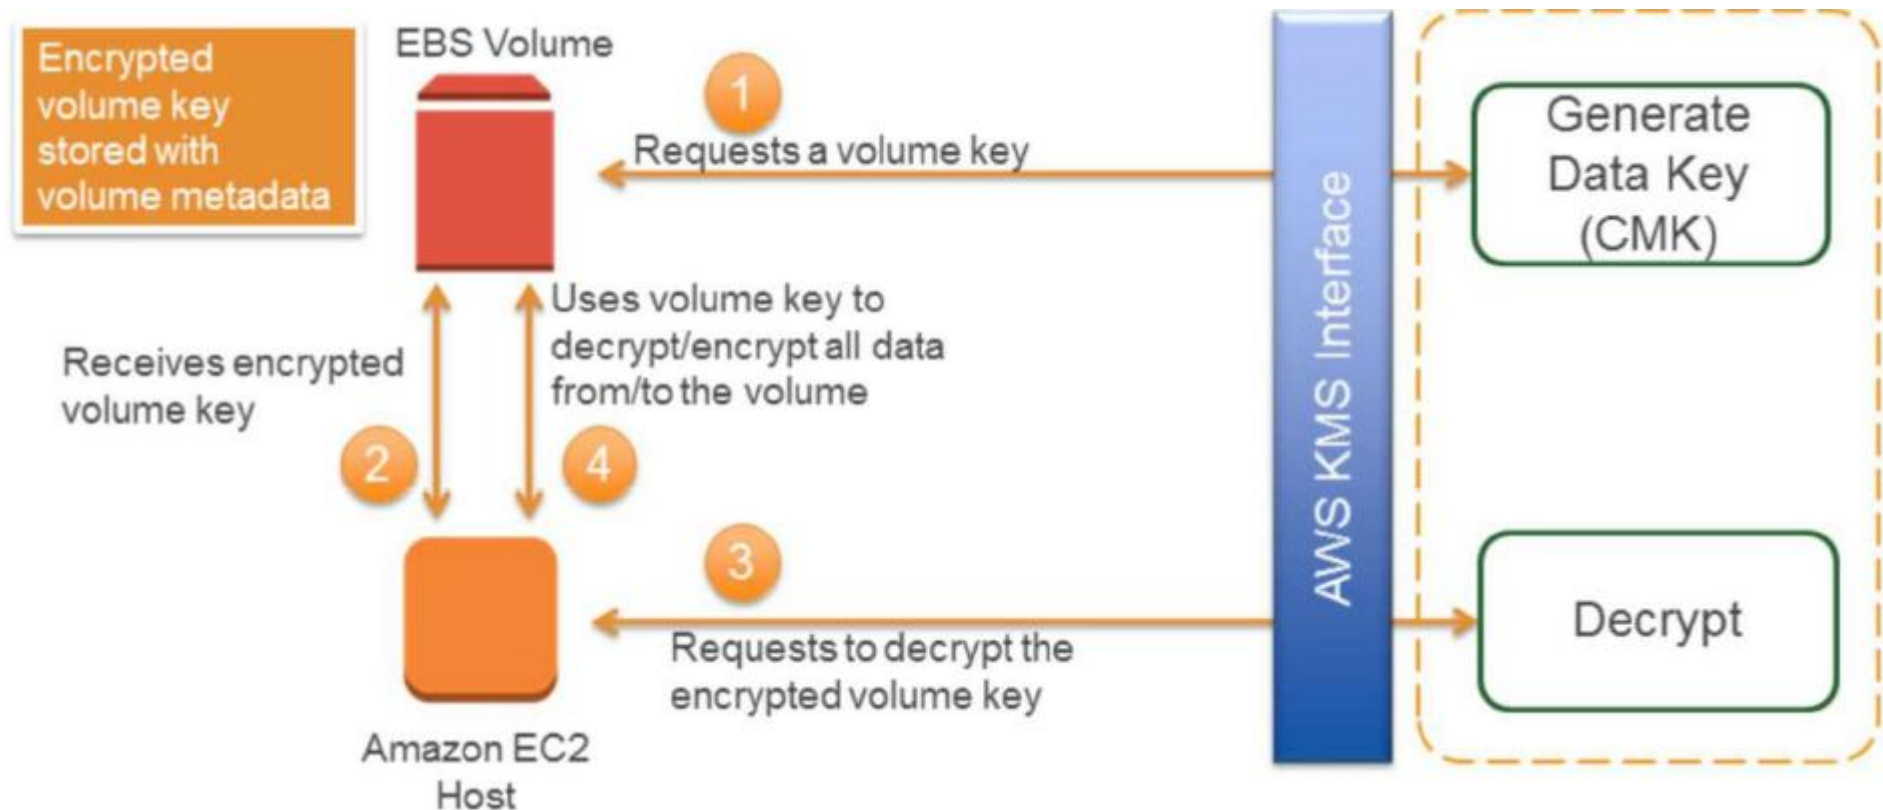 Encrypted
volume key
stored with
volume metadata
EBS Volume
1
Requests a volume key
Generate
Data Key
(CMK)
AWS KMS Interface
Receives encrypted
volume key
Uses volume key to
decrypt/encrypt all data
from/to the volume
2
4
3
Requests to decrypt the
encrypted volume key
Decrypt
Amazon EC2
Host